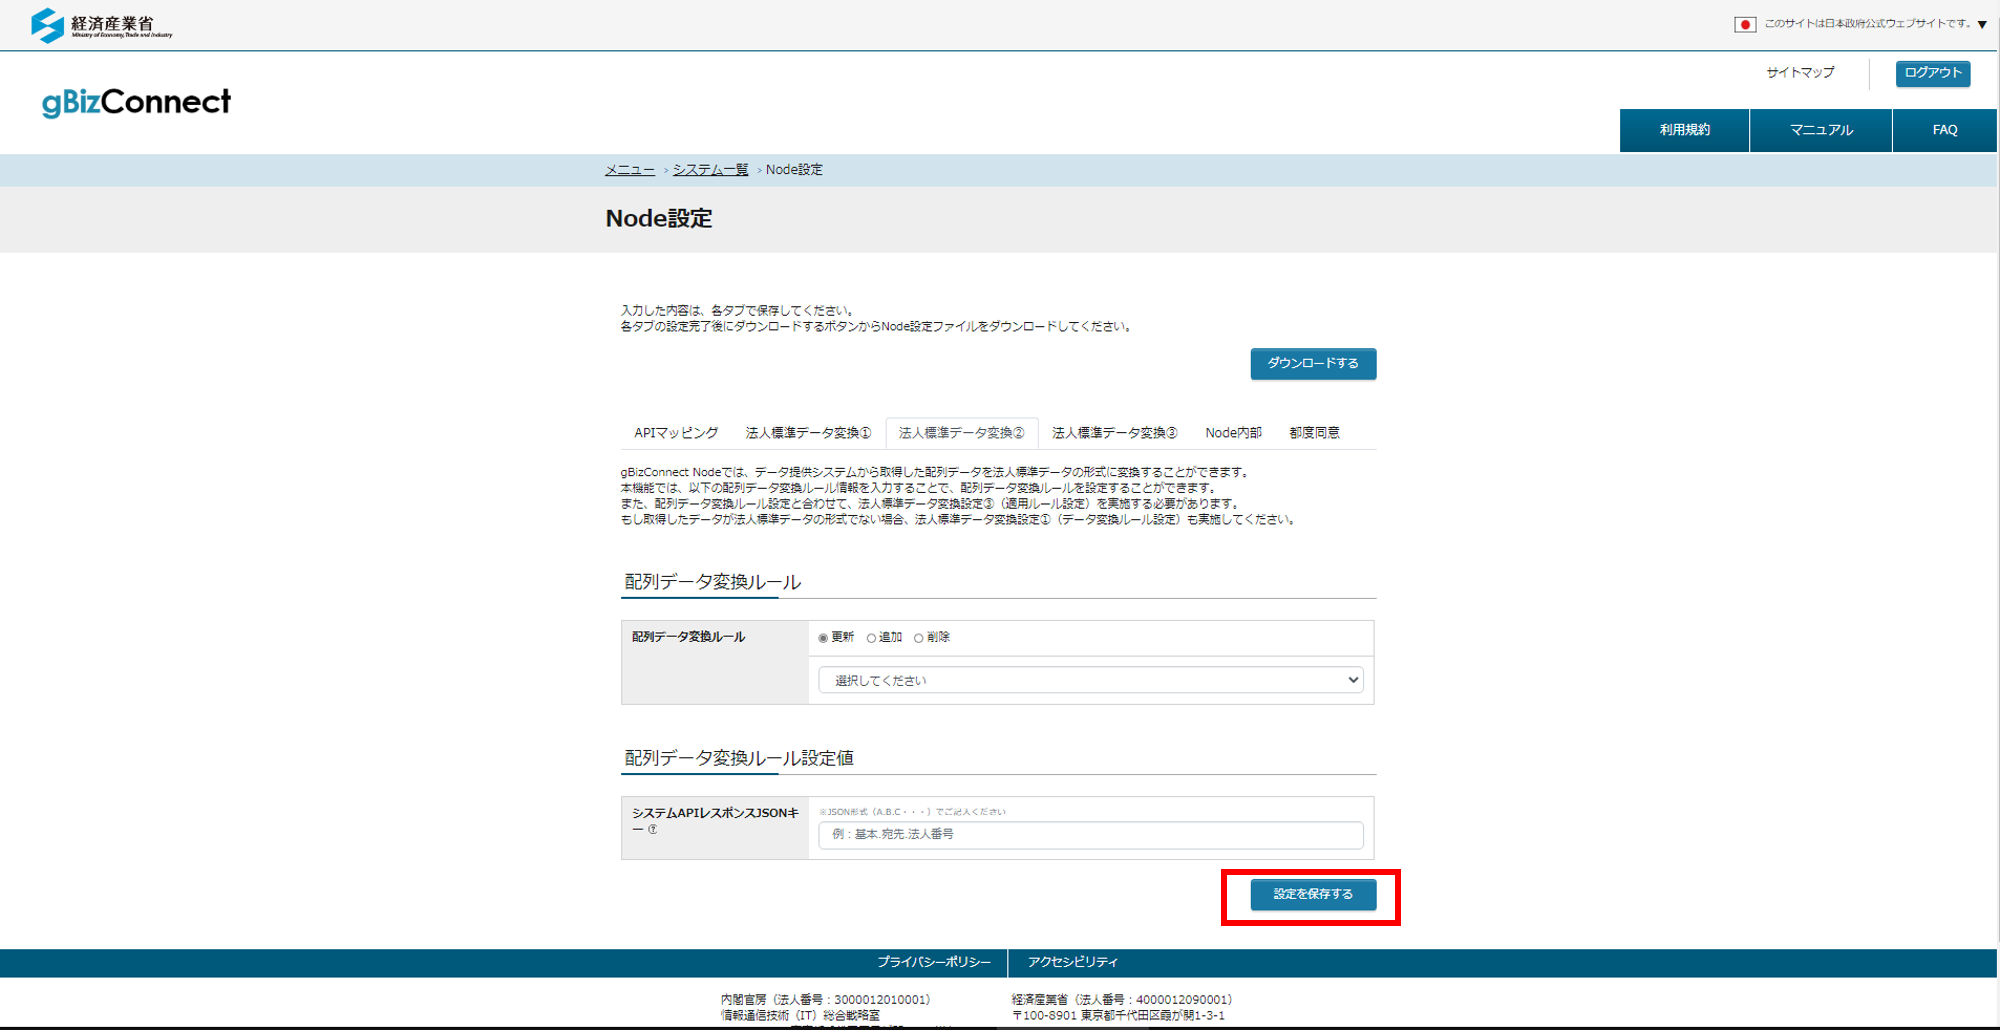 経済産業省
Ministry of Economy, Trade and Industry
このサイトは日本政府公式ウェブサイトです。▼
gBizConnect
サイトマップ
ログアウト
利用規約
マニュアル
FAQ
メニュー > システム一覧 > Node設定
Node設定
入力した内容は、各タブで保存してください。
各タブの設定完了後にダウンロードするボタンからNode設定ファイルをダウンロードしてください。
ダウンロードする
APIマッピング 法人標準データ変換① 法人標準データ変換② 法人標準データ変換③ Node内部 都度同意
gBizConnect Nodeでは、データ提供システムから取得した配列データを法人標準データの形式に変換することができます。
本機能では、以下の配列データ変換ルール情報を入力することで、配列データ変換ルールを設定することができます。
また、配列データ変換ルール設定と合わせて、法人標準データ変換設定③（適用ルール設定）を実施する必要があります。
もし取得したデータが法人標準データの形式でない場合、法人標準データ変換設定①（データ変換ルール設定）も実施してください。
配列データ変換ルール
配列データ変換ルール
更新 追加 削除
選択してください
配列データ変換ルール設定値
システムAPIレスポンスJSONキー ?
※JSON形式（A.B.C・・・）でご記入ください
例：基本.宛先.法人番号
設定を保存する
プライバシーポリシー
アクセシビリティ
内閣官房（法人番号：3000012010001）
情報通信技術（IT）総合戦略室
経済産業省（法人番号：4000012090001）
〒100-8901 東京都千代田区霞が関1-3-1